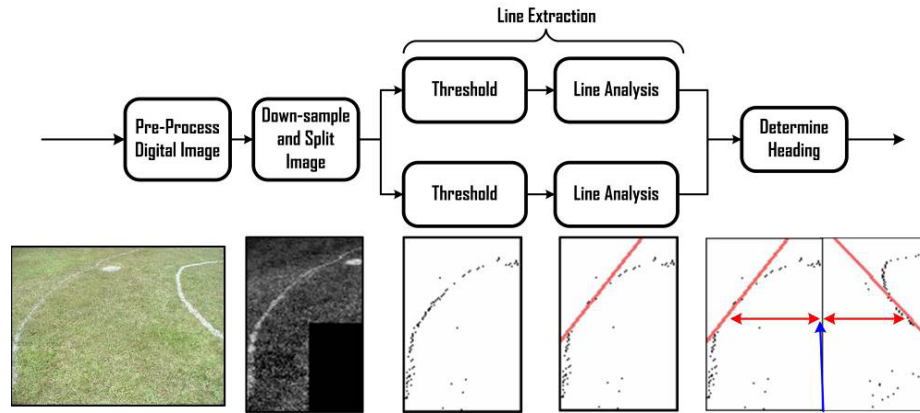 Line Extraction
Threshold
Line Analysis
Pre-Process
Digital Image
Down-sample
and Split
Image
Determine
Heading
Threshold
Line Analysis